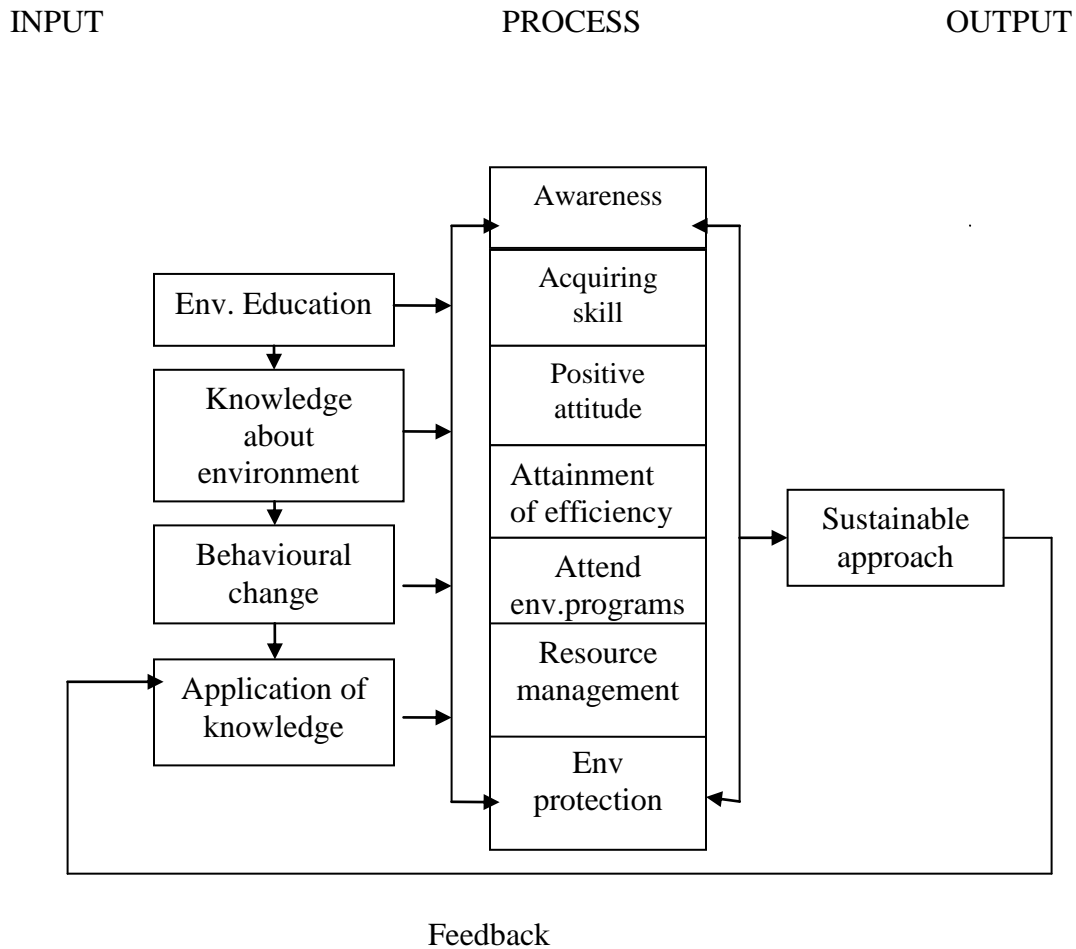 INPUT
PROCESS
OUTPUT
Env. Education
Knowledge
about
environment
Behavioural
change
Application of
knowledge
Awareness
Acquiring
skill
Positive
attitude
Attainment
of efficiency
Attend
env.programs
Resource
management
Env
protection
Sustainable
approach
Feedback